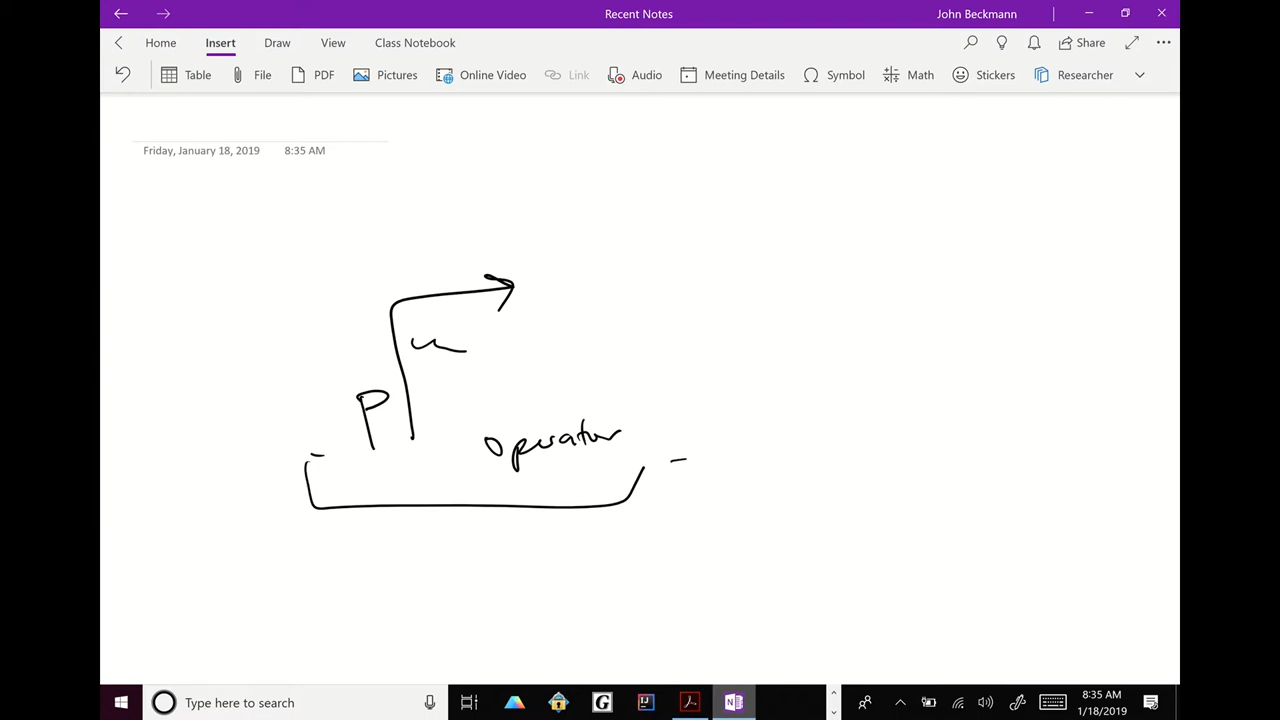 Recent Notes
John Beckmann
Home Insert Draw View Class Notebook
Share
Table File PDF Pictures Online Video Link Audio Meeting Details Symbol Math Stickers Researcher
Friday, January 18, 2019 8:35 AM
P
operator
Type here to search
8:35 AM
1/18/2019